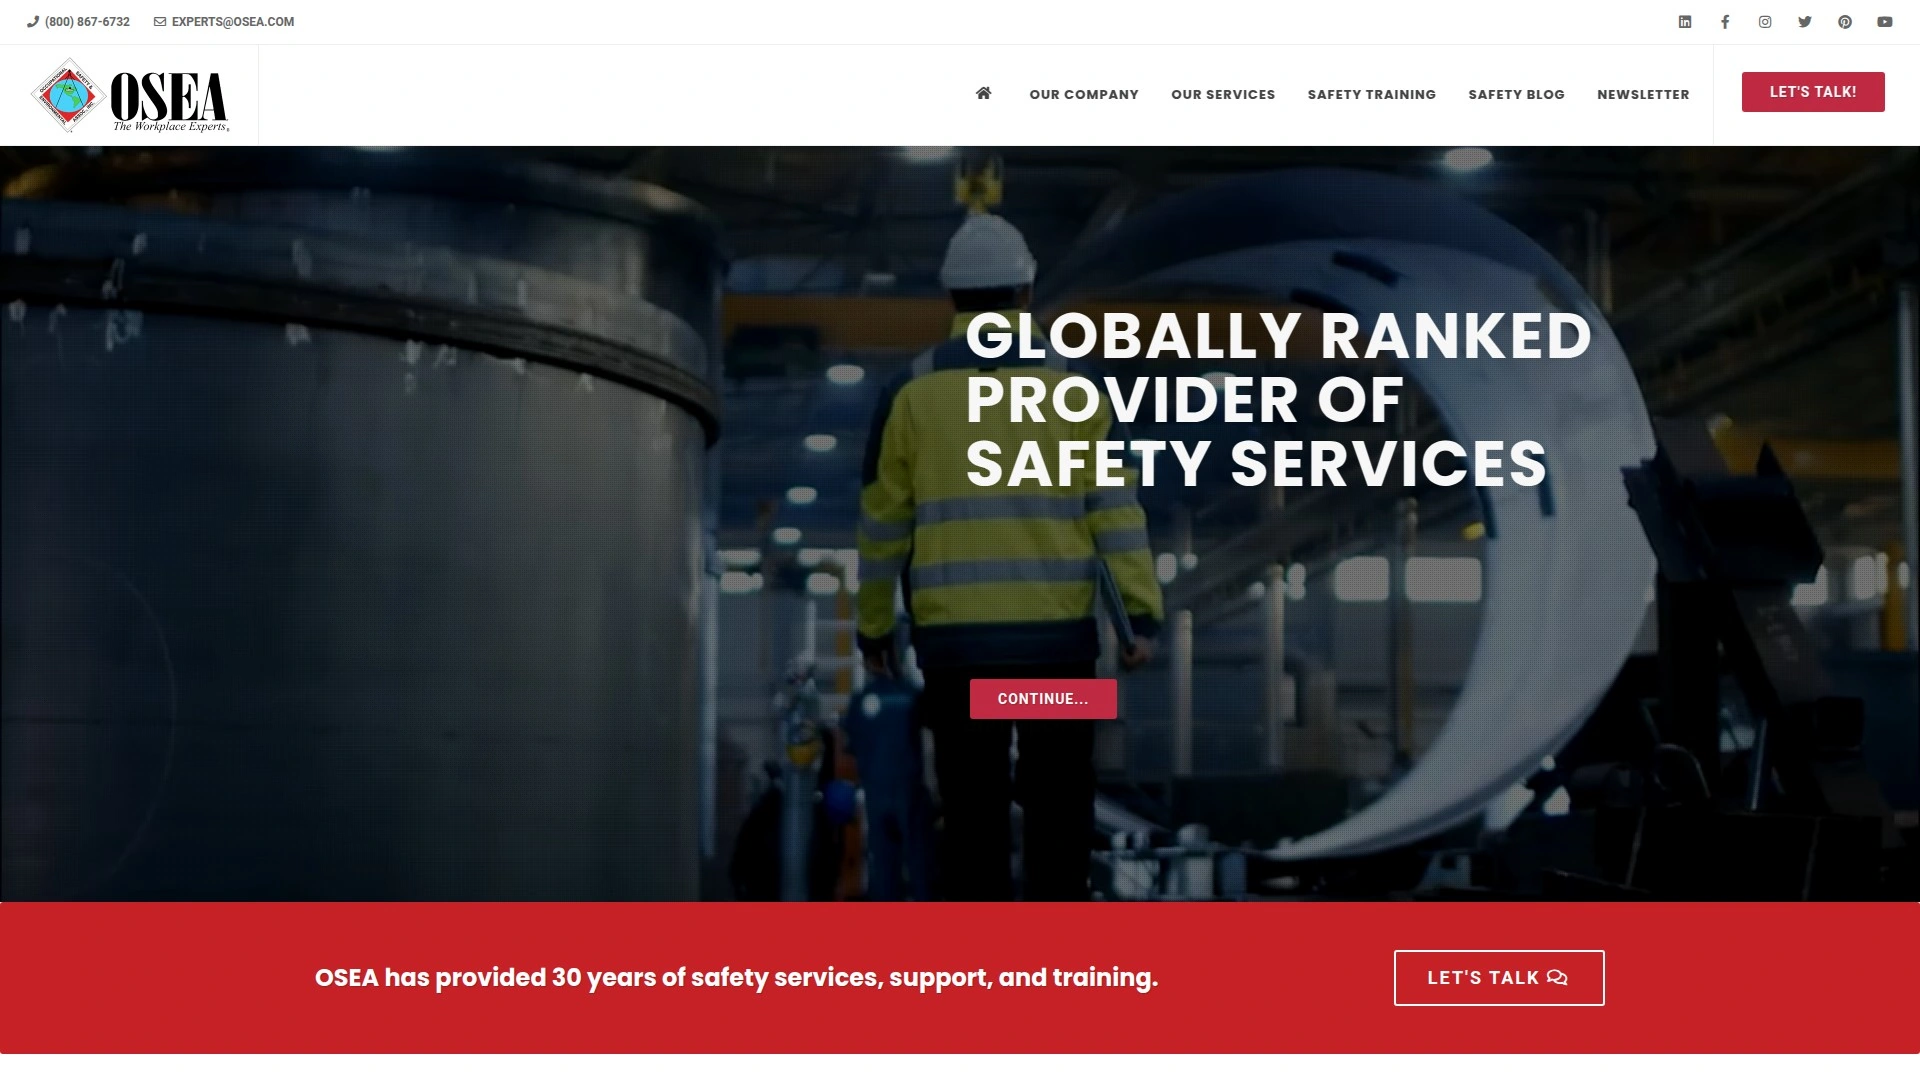 (800) 867-6732
EXPERTS@OSEA.COM
OSEA
The Workplace Experts
OUR COMPANY
OUR SERVICES
SAFETY TRAINING
SAFETY BLOG
NEWSLETTER
LET'S TALK!
GLOBALLY RANKED
PROVIDER OF
SAFETY SERVICES
CONTINUE...
OSEA has provided 30 years of safety services, support, and training.
LET'S TALK